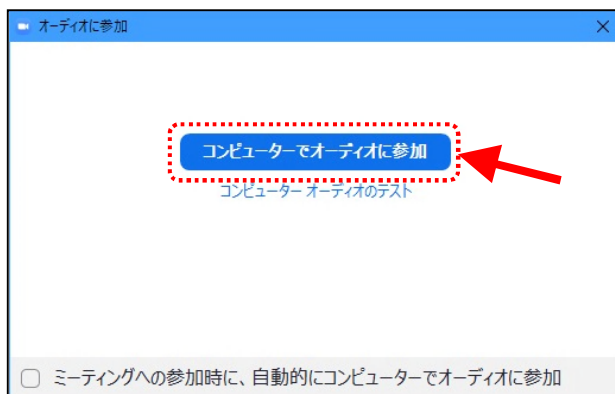 オーディオに参加
コンピューターでオーディオに参加
コンピューター オーディオのテスト
ミーティングへの参加時に、自動的にコンピューターでオーディオに参加